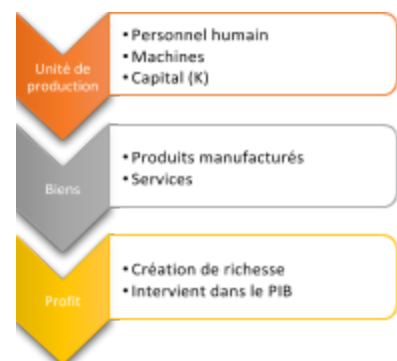 Unité de
production
• Personnel humain
• Machines
• Capital (K)
Biens
• Produits manufacturés
• Services
Profit
• Création de richesse
• Intervient dans le PIB